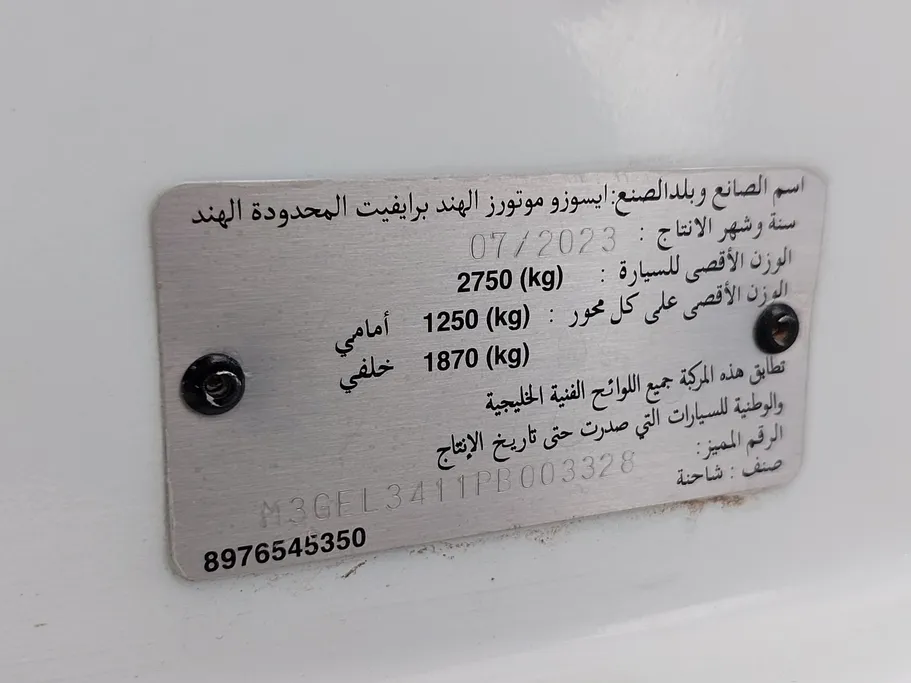 اسم الصانع وبلدالصنع: ايسوزو موتورز الهند برايفيت المحدودة الهند
سنة وشهر الانتاج : 07/2023
الوزن الأقصى للسيارة : 2750 (kg)
الوزن الأقصى على كل محور : 1250 (kg) أمامي
1870 (kg) خلفي
تطابق هذه المركبة جميع اللوائح الفنية الخليجية
والوطنية للسيارات التي صدرت حتى تاريخ الإنتاج
الرقم المميز: M3GEL3411PB003328
صنف : شاحنة
8976545350